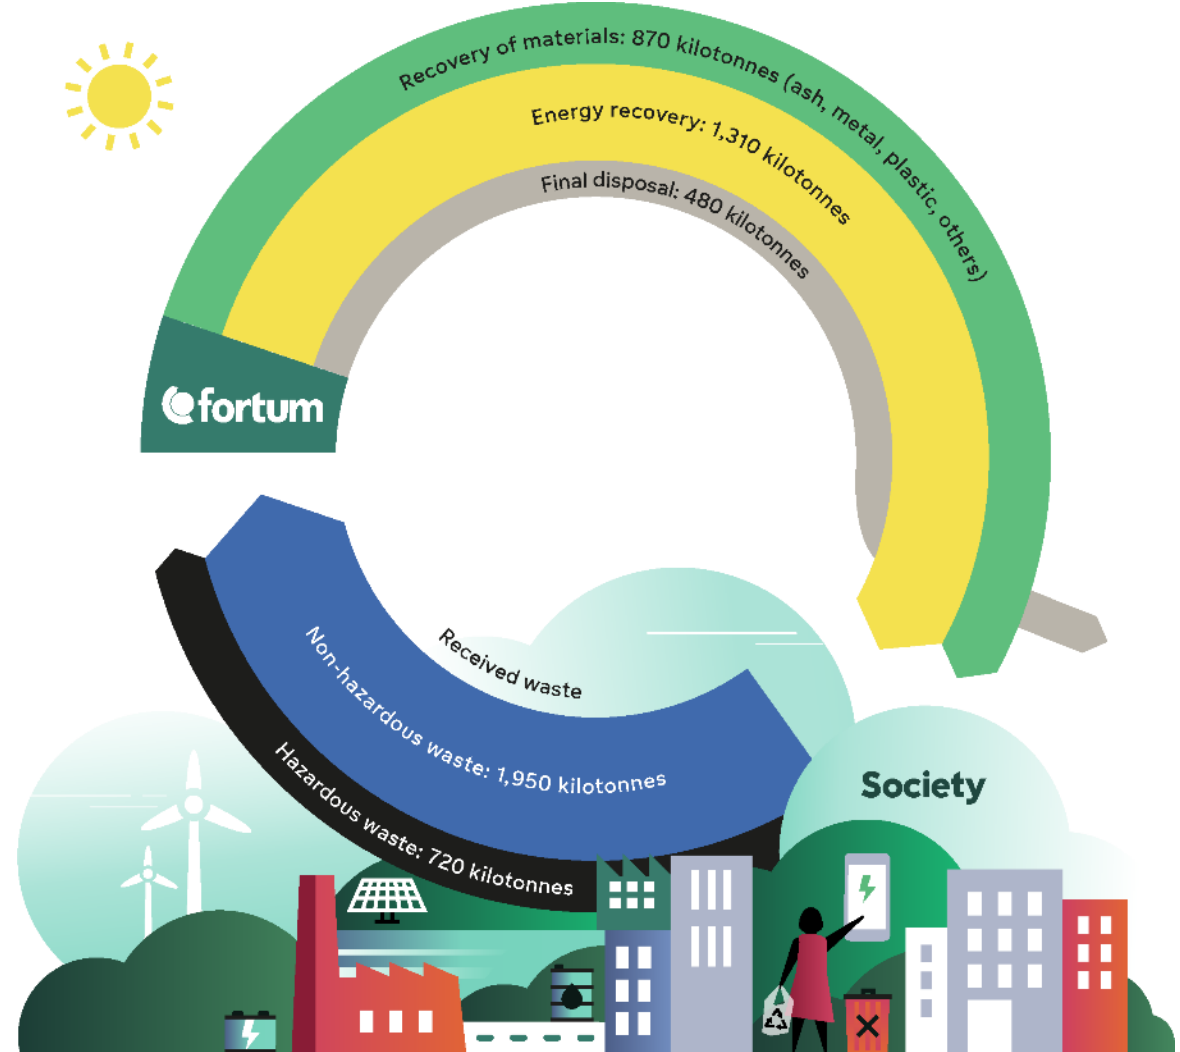 Recovery of materials: 870 kilotonnes (ash, metal, plastic, others)
Energy recovery: 1,310 kilotonnes
Final disposal: 480 kilotonnes
fortum
Received waste
Non-hazardous waste: 1,950 kilotonnes
Hazardous waste: 720 kilotonnes
Society